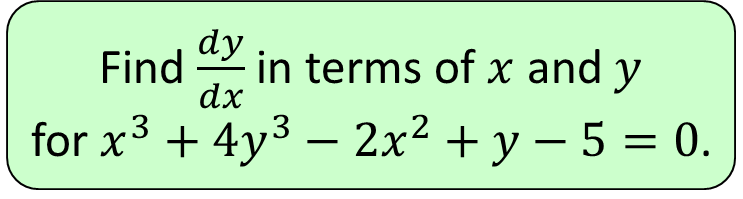 Find dy/dx in terms of x and y
for x³ + 4y³ − 2x² + y − 5 = 0.